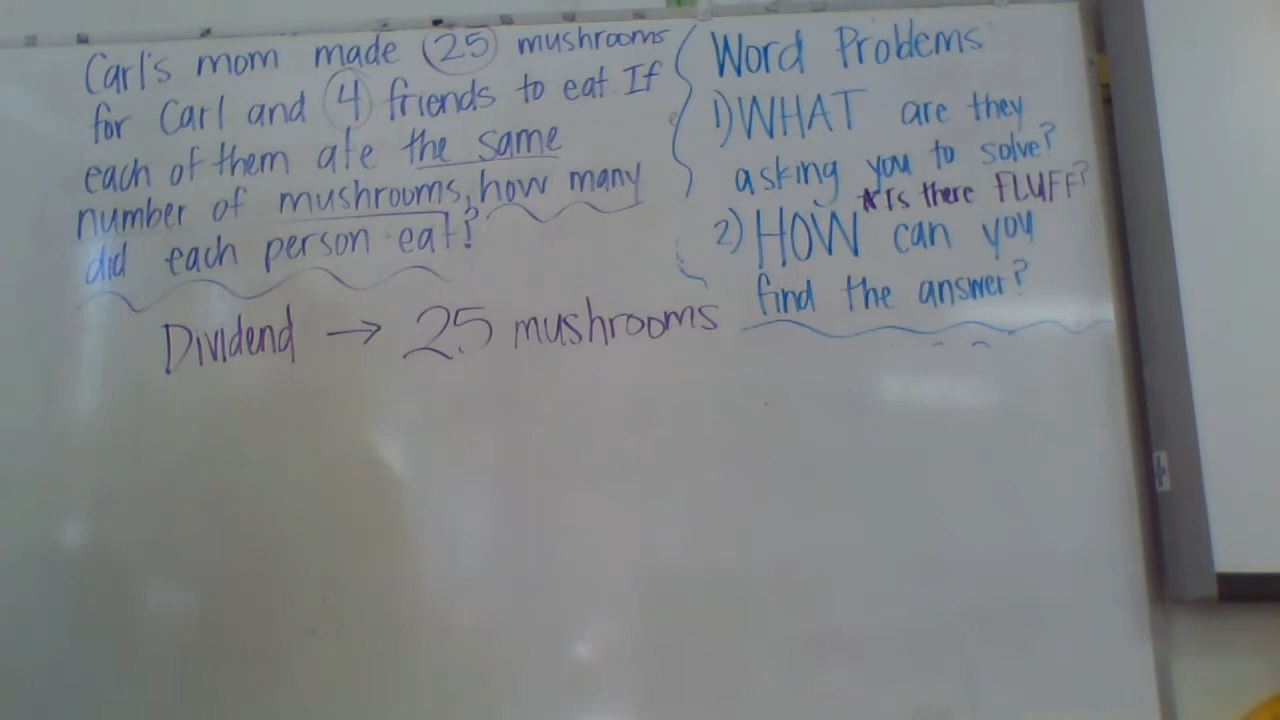 Carl's mom made 25 mushrooms
for Carl and 4 friends to eat. If
each of them ate the same
number of mushrooms, how many
did each person eat?
Dividend → 25 mushrooms
Word Problems
1) WHAT are they
asking you to solve?
*Is there FLUFF?
2) HOW can you
find the answer?